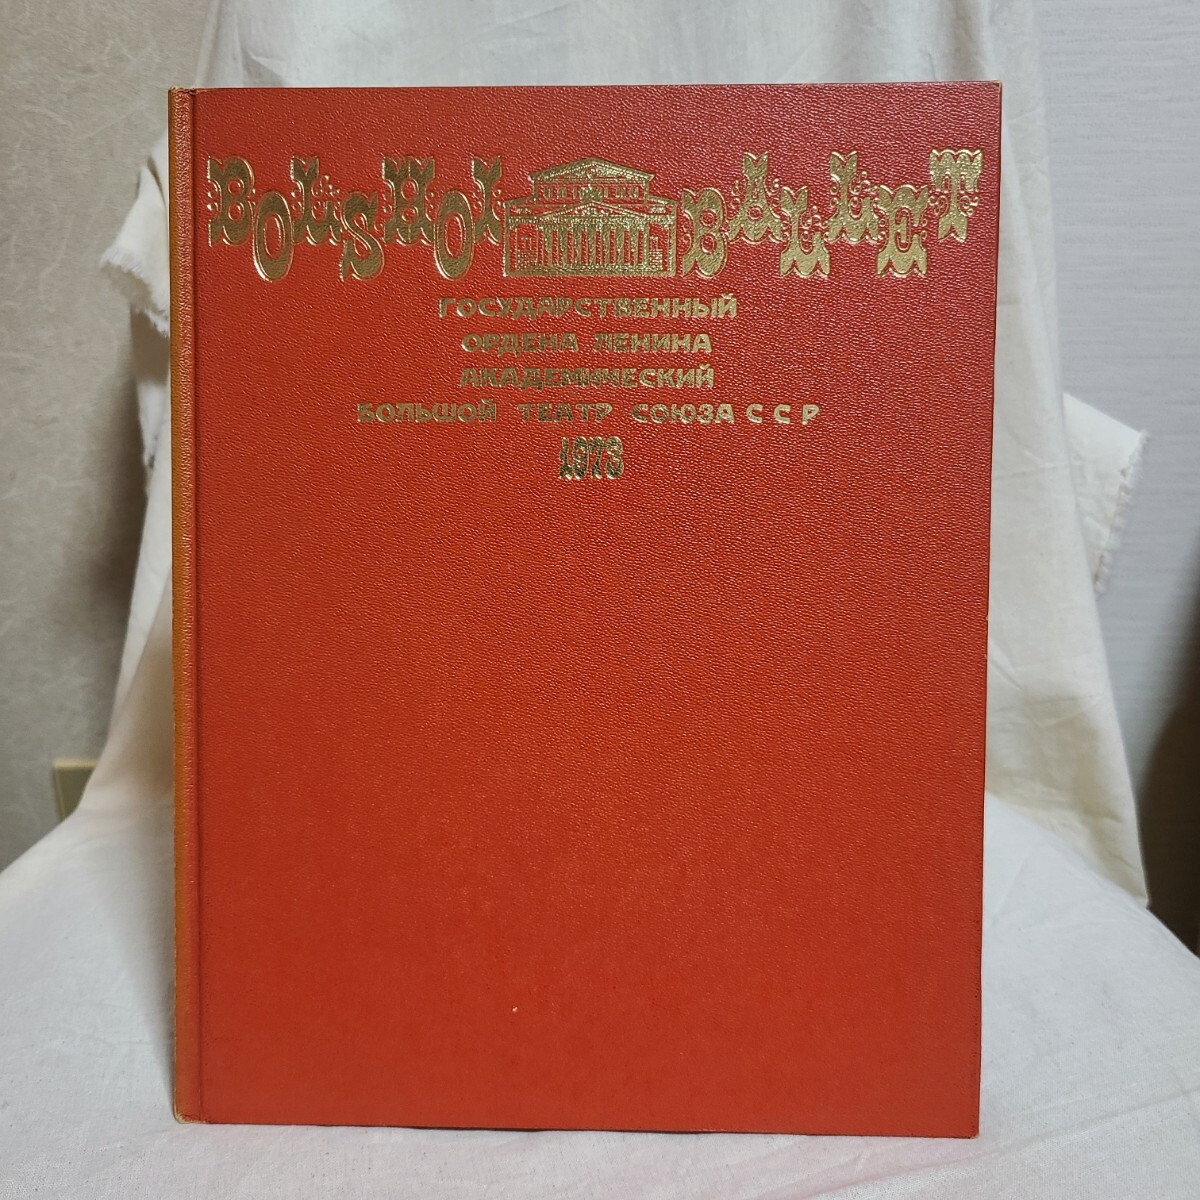 BOLSHOI BALLET
ГОСУДАРСТВЕННЫЙ
ОРДЕНА ЛЕНИНА
АКАДЕМИЧЕСКИЙ
БОЛЬШОЙ ТЕАТР СОЮЗА С С Р
1973